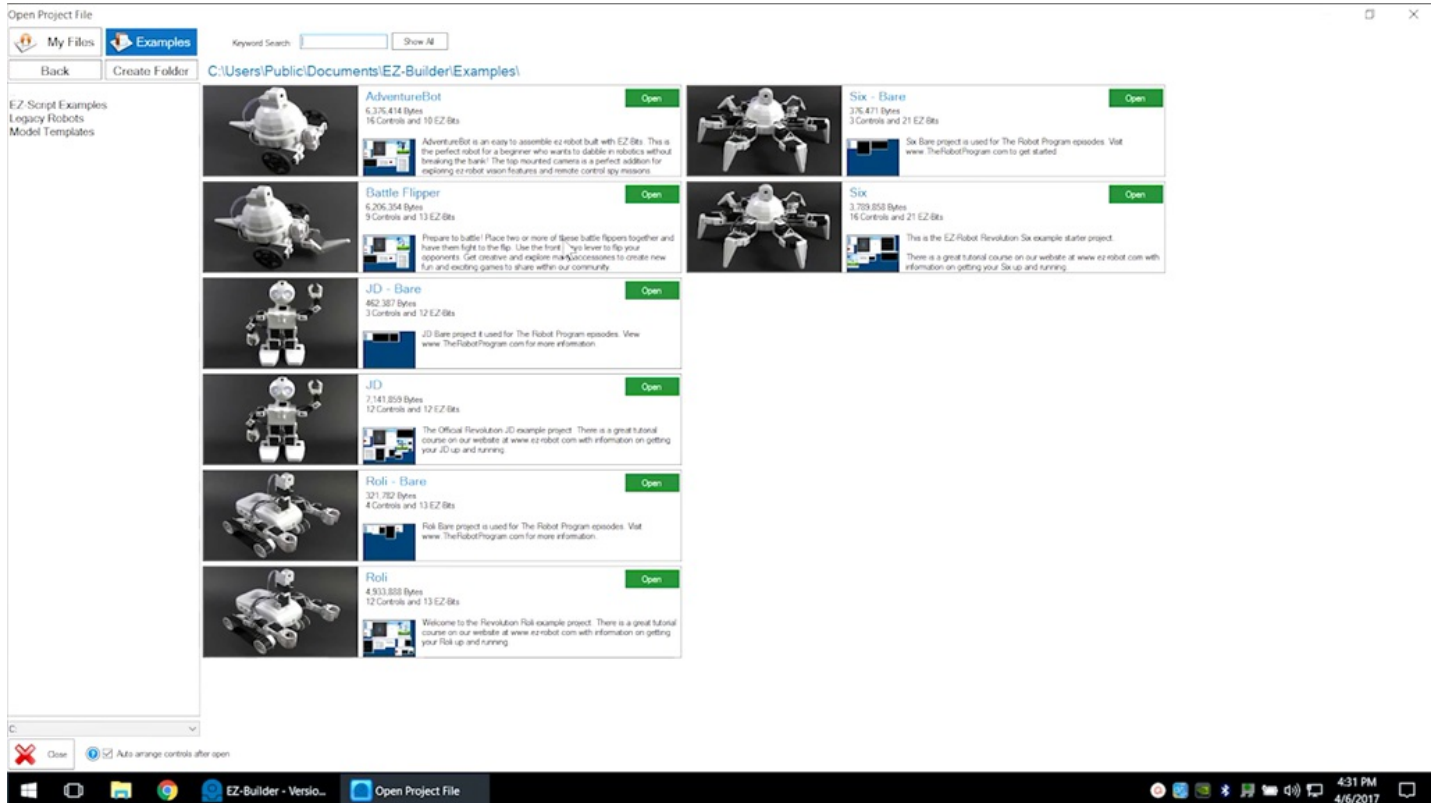 Open Project File
My Files
Examples
Keyword Search
Show All
Back
Create Folder
C:\Users\Public\Documents\EZ-Builder\Examples\
EZ-Script Examples
Legacy Robots
Model Templates
AdventureBot
Open
6,376,414 Bytes
16 Controls and 10 EZ-Bits
AdventureBot is an easy to assemble ez-robot built with EZ-Bits. This is
the perfect robot for a beginner who wants to dabble in robotics without
breaking the bank! The top mounted camera is a perfect addition for
exploring ez-robot vision features and remote control spy missions
Battle Flipper
Open
6,206,354 Bytes
9 Controls and 13 EZ-Bits
Prepare to battle! Place two or more of these battle flippers together and
have them fight to the flip. Use the front lever to flip your
opponents. Get creative and explore accessories to create new
fun and exciting games to share within our community.
JD - Bare
Open
462,387 Bytes
3 Controls and 12 EZ-Bits
JD Bare project it used for The Robot Program episodes. View
www.TheRobotProgram.com for more information
JD
Open
7,141,859 Bytes
12 Controls and 12 EZ-Bits
The Official Revolution JD example project. There is a great tutorial
course on our website at www.ez-robot.com with information on getting
your JD up and running.
Roli - Bare
Open
321,782 Bytes
4 Controls and 13 EZ-Bits
Roli Bare project is used for The Robot Program episodes. Visit
www.TheRobotProgram.com for more information.
Roli
Open
4,933,888 Bytes
12 Controls and 13 EZ-Bits
Welcome to the Revolution Roli example project. There is a great tutorial
course on our website at www.ez-robot.com with information on getting
your Roli up and running.
Six - Bare
Open
376,471 Bytes
3 Controls and 21 EZ-Bits
Six Bare project is used for The Robot Program episodes. Visit
www.TheRobotProgram.com to get started
Six
Open
3,789,858 Bytes
16 Controls and 21 EZ-Bits
This is the EZ-Robot Revolution Six example starter project.
There is a great tutorial course on our website at www.ez-robot.com with
information on getting your Six up and running
C:
Close
Auto arrange controls after open
EZ-Builder - Versio...
Open Project File
4:31 PM
4/6/2017